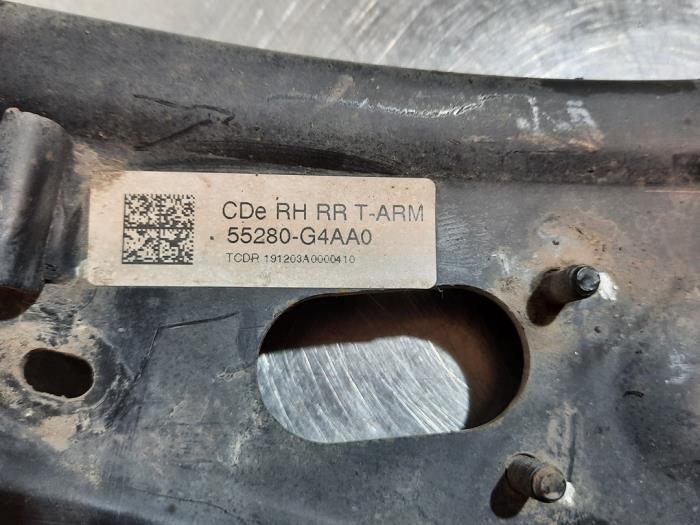 CDe RH RR T-ARM
55280-G4AA0
TCDR 191203A0000410